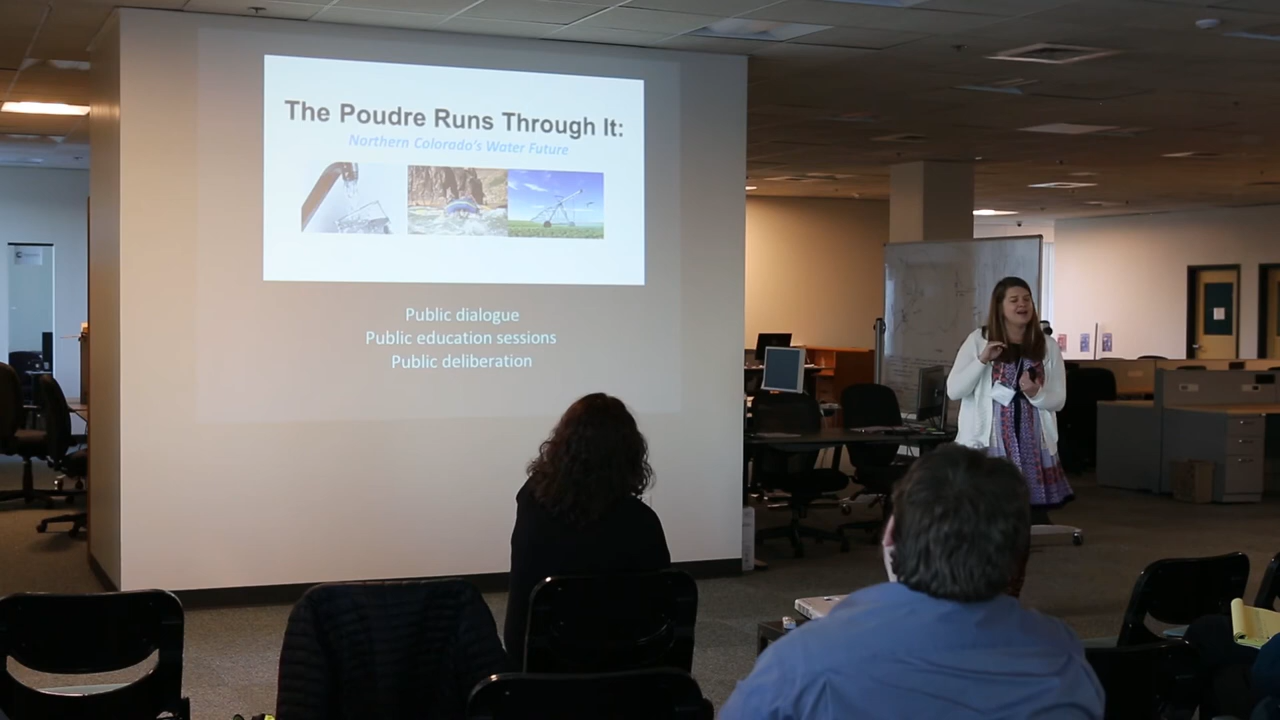 The Poudre Runs Through It:
Northern Colorado's Water Future
Public dialogue
Public education sessions
Public deliberation